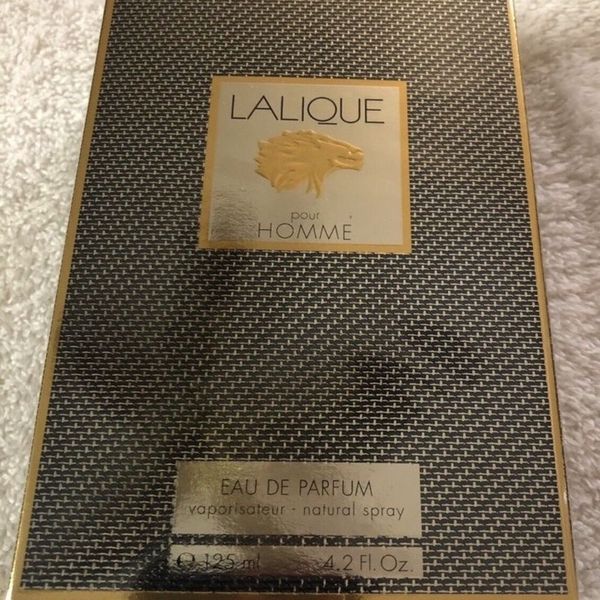 LALIQUE
pour
HOMME
EAU DE PARFUM
vaporisateur · natural spray
℮ 125 ml 4.2 Fl. Oz.